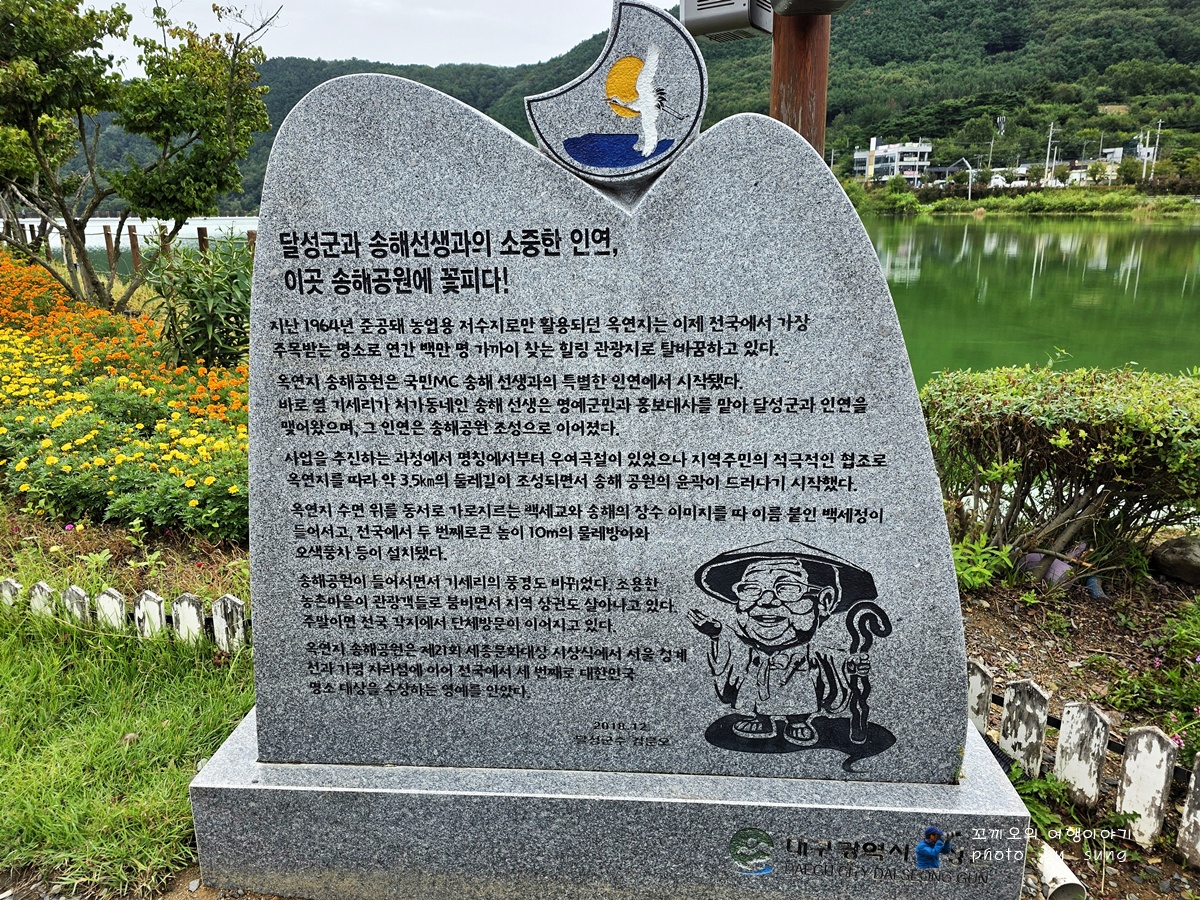 달성군과 송해선생과의 소중한 인연,
이곳 송해공원에 꽃피다!
지난 1964년 준공돼 농업용 저수지로만 활용되던 옥연지는 이제 전국에서 가장
주목받는 명소로 연간 백만 명 가까이 찾는 힐링 관광지로 탈바꿈하고 있다.
옥연지 송해공원은 국민MC 송해 선생과의 특별한 인연에서 시작됐다.
바로 옆 기세리가 처가동네인 송해 선생은 명예군민과 홍보대사를 맡아 달성군과 인연을
맺어왔으며, 그 인연은 송해공원 조성으로 이어졌다.
사업을 추진하는 과정에서 명칭에서부터 우여곡절이 있었으나 지역주민의 적극적인 협조로
옥연지를 따라 약 3.5km의 둘레길이 조성되면서 송해 공원의 윤곽이 드러나기 시작했다.
옥연지 수면 위를 동서로 가로지르는 백세교와 송해의 장수 이미지를 따 이름 붙인 백세정이
들어서고, 전국에서 두 번째로큰 높이 10m의 물레방아와
오색풍차 등이 설치됐다.
송해공원이 들어서면서 기세리의 풍경도 바뀌었다. 조용한
농촌마을이 관광객들로 붐비면서 지역 상권도 살아나고 있다.
주말이면 전국 각지에서 단체방문이 이어지고 있다.
옥연지 송해공원은 제21회 세종문화대상 시상식에서 서울 청계
천과 가평 자라섬에 이어 전국에서 세 번째로 대한민국
명소 대상을 수상하는 영예를 안았다.
2018.12.
달성군수 김문오
대구광역시
DAEGU CITY DALSEONG GUN
꼬끼오의 여행이야기
photo by sung